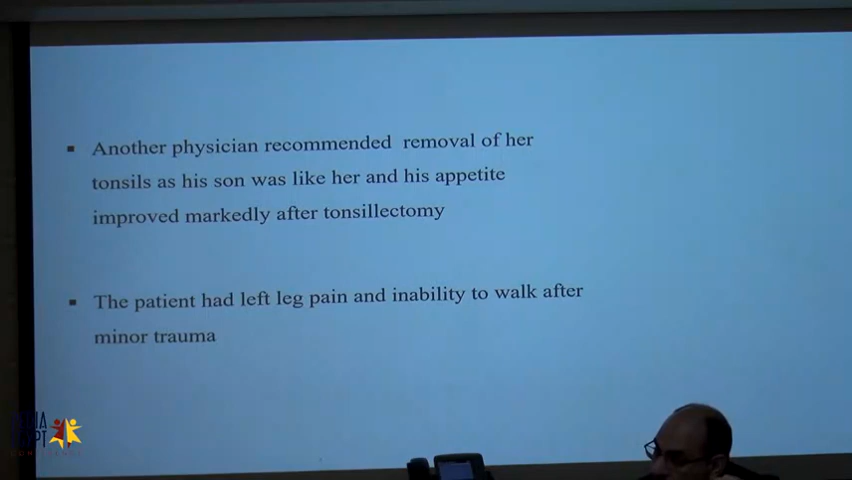 ▪ Another physician recommended removal of her
tonsils as his son was like her and his appetite
improved markedly after tonsillectomy
▪ The patient had left leg pain and inability to walk after
minor trauma